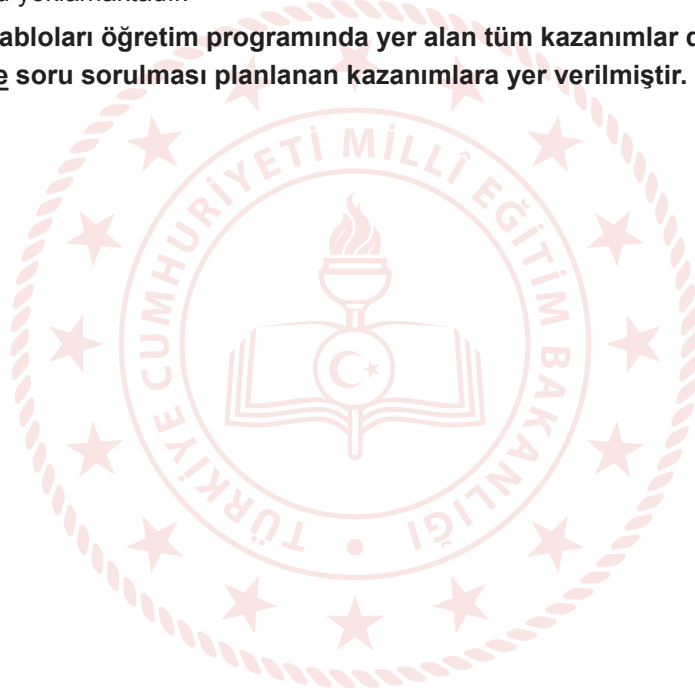 yoklamaktadır.
abloları öğretim programında yer alan tüm kazanımlar
e soru sorulması planlanan kazanımlara yer verilmiştir.
TÜRKİYE CUMHURİYETİ MİLLÎ EĞİTİM BAKANLIĞI